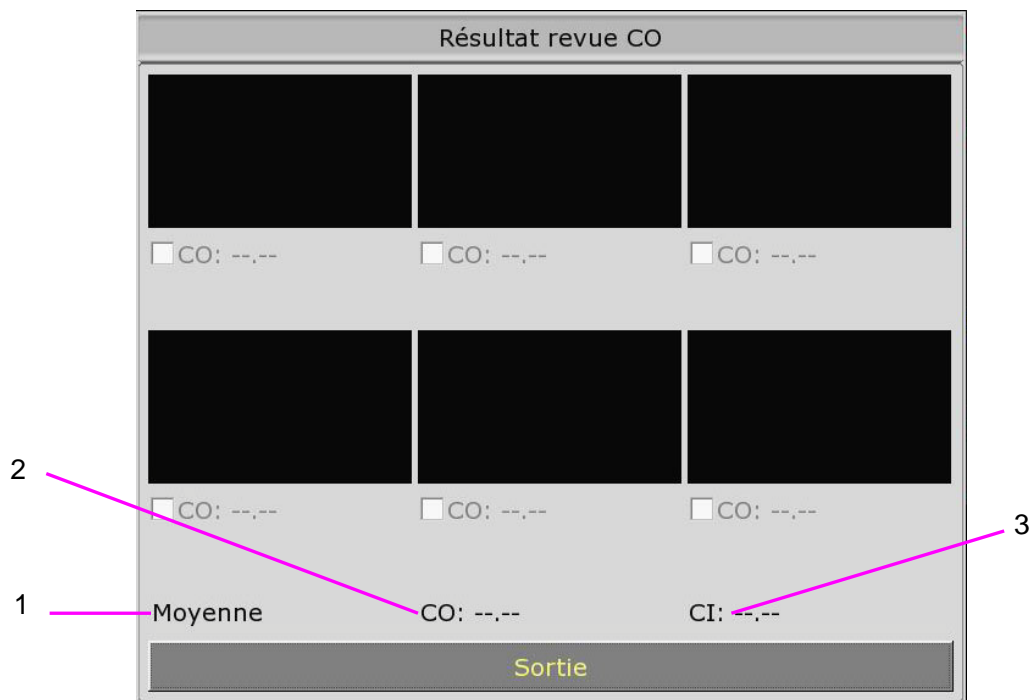 Résultat revue CO
CO: --.--
CO: --.--
CO: --.--
CO: --.--
CO: --.--
CO: --.--
2
3
1
Moyenne
CO: --.--
CI: --.--
Sortie